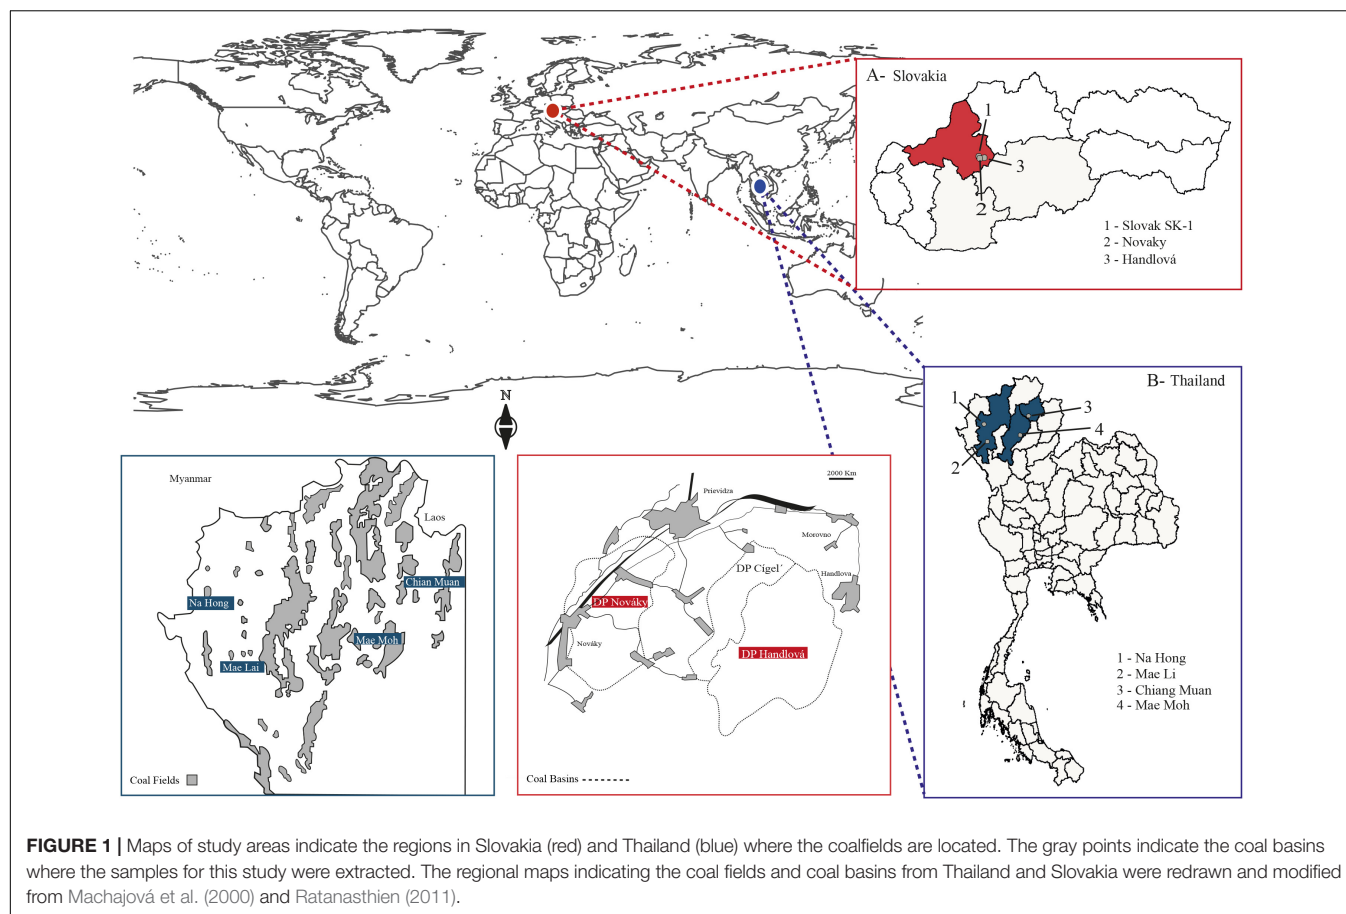 A- Slovakia
1
3
2
1 - Slovak SK-1
2 - Novaky
3 - Handlová
B- Thailand
1
3
4
2
1 - Na Hong
2 - Mae Li
3 - Chiang Muan
4 - Mae Moh
N
Myanmar
Laos
Chian Muan
Na Hong
Mae Moh
Mae Lai
Coal Fields
2000 Km
Prievidza
Morovno
DP Cígel´
Handlova
DP Nováky
Nováky
DP Handlová
Coal Basins
FIGURE 1 | Maps of study areas indicate the regions in Slovakia (red) and Thailand (blue) where the coalfields are located. The gray points indicate the coal basins
where the samples for this study were extracted. The regional maps indicating the coal fields and coal basins from Thailand and Slovakia were redrawn and modified
from Machajová et al. (2000) and Ratanasthien (2011).